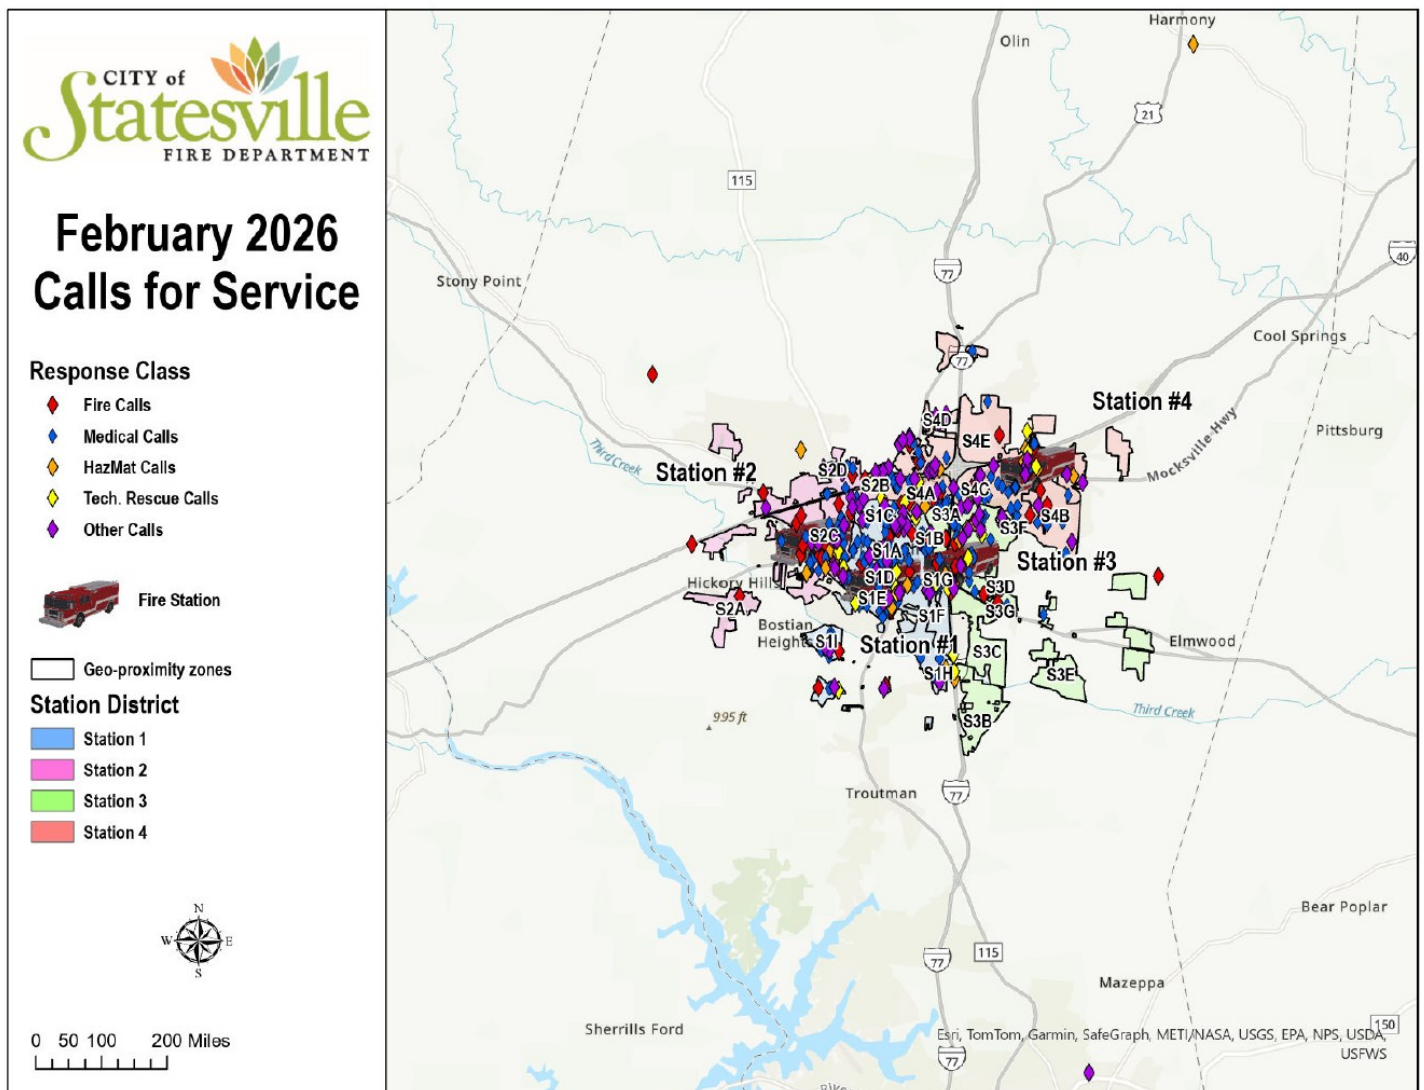 CITY of
Statesville
FIRE DEPARTMENT
February 2026
Calls for Service
Response Class
Fire Calls
Medical Calls
HazMat Calls
Tech. Rescue Calls
Other Calls
Fire Station
Geo-proximity zones
Station District
Station 1
Station 2
Station 3
Station 4
N
W E
S
0 50 100 200 Miles
Harmony
Olin
21
115
77
40
Stony Point
Cool Springs
77
Station #4
S4D
S4E
Pittsburg
Mocksville Hwy
Third Creek
Station #2
S2D
S2B
S4A
S4C
S1C
S3A
S3F
S4B
S2C
S1B
S1A
Station #3
Hickory Hills
S1D
S1G
S3D
S2A
S1E
S3G
S1F
Bostian
Heights
S1I
Station #1
Elmwood
S3C
S1H
S3E
995 ft
S3B
Third Creek
Troutman
77
Bear Poplar
77
115
Mazeppa
Sherrills Ford
150
Esri, TomTom, Garmin, SafeGraph, METI/NASA, USGS, EPA, NPS, USDA,
USFWS
77